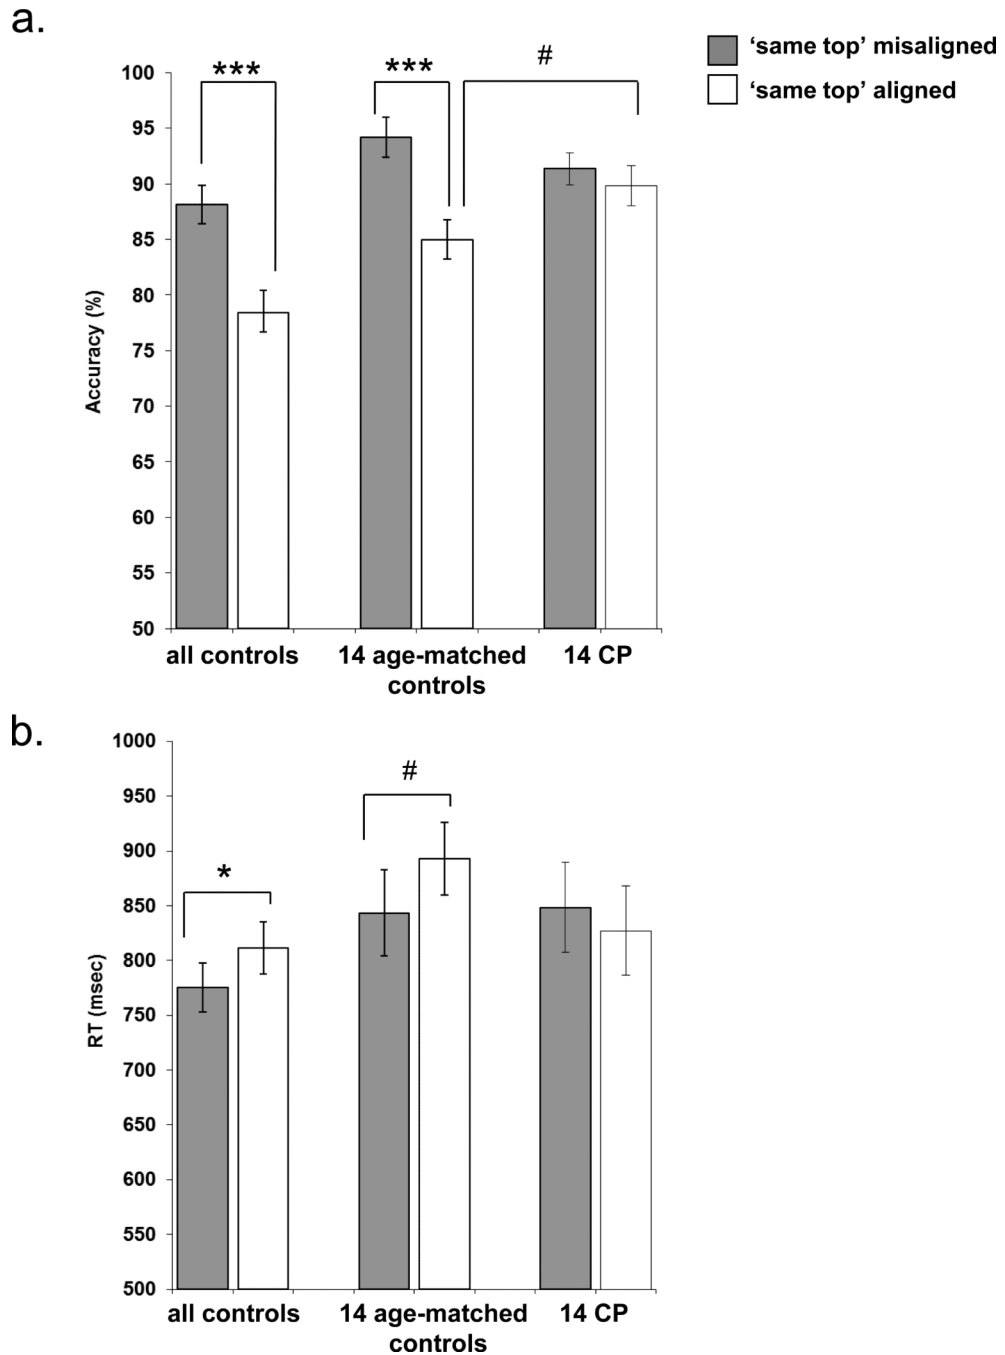 a.
‘same top’ misaligned
‘same top’ aligned
***
***
#
100
95
90
85
80
75
70
65
60
55
50
Accuracy (%)
all controls
14 age-matched
controls
14 CP
b.
1000
950
900
850
800
750
700
650
600
550
500
RT (msec)
*
#
all controls
14 age-matched
controls
14 CP